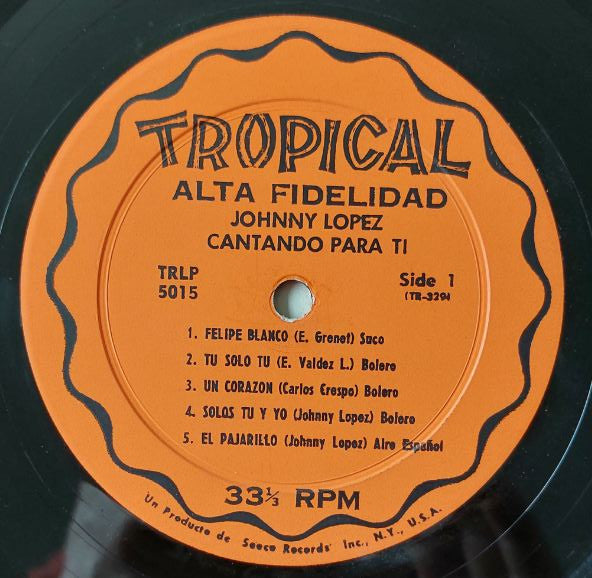 TROPICAL
ALTA FIDELIDAD
JOHNNY LOPEZ
CANTANDO PARA TI
TRLP
5015
Side 1
(TR-329)
1. FELIPE BLANCO (E. Grenet) Suco
2. TU SOLO TU (E. Valdez L.) Bolero
3. UN CORAZON (Carlos Crespo) Bolero
4. SOLOS TU Y YO (Johnny Lopez) Bolero
5. EL PAJARILLO (Johnny Lopez) Aire Español
33⅓ RPM
Un Producto de Seeco Records Inc., N.Y., U.S.A.